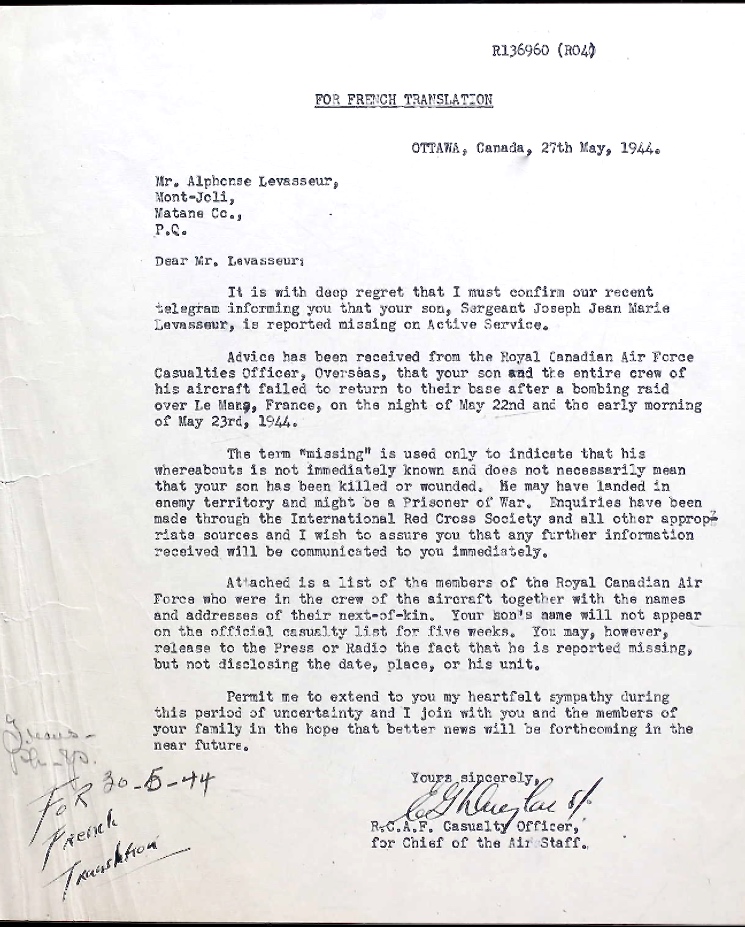 R136960 (RO4)
FOR FRENCH TRANSLATION
OTTAWA, Canada, 27th May, 1944.
Mr. Alphonse Levasseur,
Mont-Joli,
Matane Co.,
P.Q.
Dear Mr. Levasseur:
It is with deep regret that I must confirm our recent
telegram informing you that your son, Sergeant Joseph Jean Marie
Levasseur, is reported missing on Active Service.
Advice has been received from the Royal Canadian Air Force
Casualties Officer, Overseas, that your son and the entire crew of
his aircraft failed to return to their base after a bombing raid
over Le Mans, France, on the night of May 22nd and the early morning
of May 23rd, 1944.
The term "missing" is used only to indicate that his
whereabouts is not immediately known and does not necessarily mean
that your son has been killed or wounded. He may have landed in
enemy territory and might be a Prisoner of War. Enquiries have been
made through the International Red Cross Society and all other approp-
riate sources and I wish to assure you that any further information
received will be communicated to you immediately.
Attached is a list of the members of the Royal Canadian Air
Force who were in the crew of the aircraft together with the names
and addresses of their next-of-kin. Your son's name will not appear
on the official casualty list for five weeks. You may, however,
release to the Press or Radio the fact that he is reported missing,
but not disclosing the date, place, or his unit.
Permit me to extend to you my heartfelt sympathy during
this period of uncertainty and I join with you and the members of
your family in the hope that better news will be forthcoming in the
near future.
Yours sincerely,
R.C.A.F. Casualty Officer,
for Chief of the Air Staff.
30-5-44
FOR
French
Translation